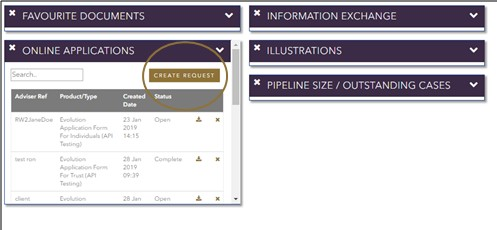 FAVOURITE DOCUMENTS
INFORMATION EXCHANGE
ONLINE APPLICATIONS
ILLUSTRATIONS
Search..
CREATE REQUEST
PIPELINE SIZE / OUTSTANDING CASES
Adviser Ref Product/Type Created Date Status
RW2JaneDoe Evolution Application Form For Individuals (API Testing) 23 Jan 2019 14:15 Open
test ron Evolution Application Form For Trust (API Testing) 28 Jan 2019 09:39 Complete
client Evolution 28 Jan Open